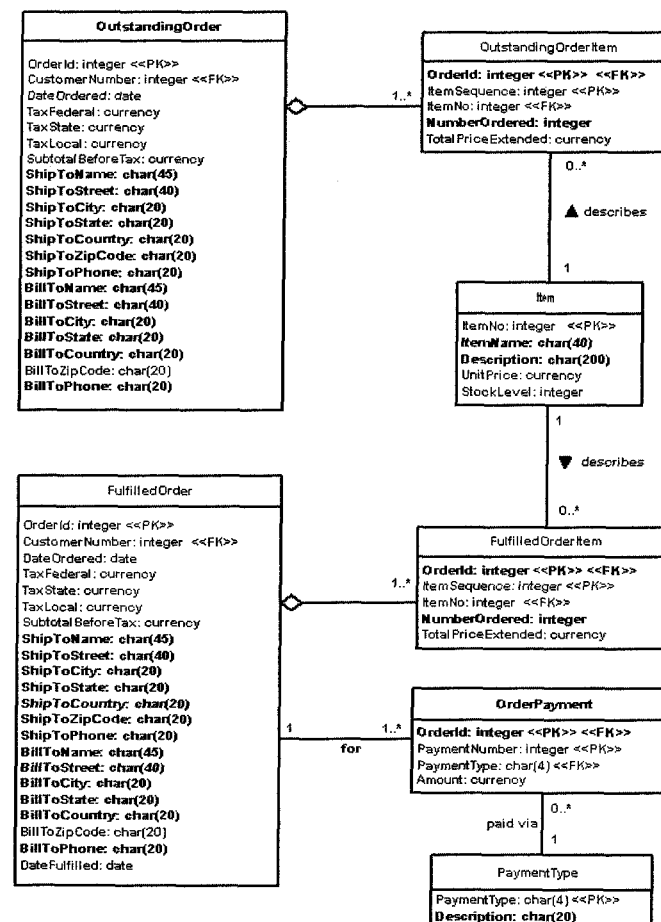 OutstandingOrder
OrderId: integer <<PK>>
CustomerNumber: integer <<FK>>
DateOrdered: date
TaxFederal: currency
TaxState: currency
TaxLocal: currency
SubtotalBeforeTax: currency
ShipToName: char(45)
ShipToStreet: char(40)
ShipToCity: char(20)
ShipToState: char(20)
ShipToCountry: char(20)
ShipToZipCode: char(20)
ShipToPhone: char(20)
BillToName: char(45)
BillToStreet: char(40)
BillToCity: char(20)
BillToState: char(20)
BillToCountry: char(20)
BillToZipCode: char(20)
BillToPhone: char(20)
1..*
OutstandingOrderItem
OrderId: integer <<PK>> <<FK>>
ItemSequence: integer <<PK>>
ItemNo: integer <<FK>>
NumberOrdered: integer
TotalPriceExtended: currency
0..*
describes
1
Item
ItemNo: integer <<PK>>
ItemName: char(40)
Description: char(200)
UnitPrice: currency
StockLevel: integer
1
describes
0..*
FulfilledOrder
OrderId: integer <<PK>>
CustomerNumber: integer <<FK>>
DateOrdered: date
TaxFederal: currency
TaxState: currency
TaxLocal: currency
SubtotalBeforeTax: currency
ShipToName: char(45)
ShipToStreet: char(40)
ShipToCity: char(20)
ShipToState: char(20)
ShipToCountry: char(20)
ShipToZipCode: char(20)
ShipToPhone: char(20)
BillToName: char(45)
BillToStreet: char(40)
BillToCity: char(20)
BillToState: char(20)
BillToCountry: char(20)
BillToZipCode: char(20)
BillToPhone: char(20)
DateFulfilled: date
1..*
FulfilledOrderItem
OrderId: integer <<PK>> <<FK>>
ItemSequence: integer <<PK>>
ItemNo: integer <<FK>>
NumberOrdered: integer
TotalPriceExtended: currency
1
1..*
for
OrderPayment
OrderId: integer <<PK>> <<FK>>
PaymentNumber: integer <<PK>>
PaymentType: char(4) <<FK>>
Amount: currency
0..*
paid via
1
PaymentType
PaymentType: char(4) <<PK>>
Description: char(20)